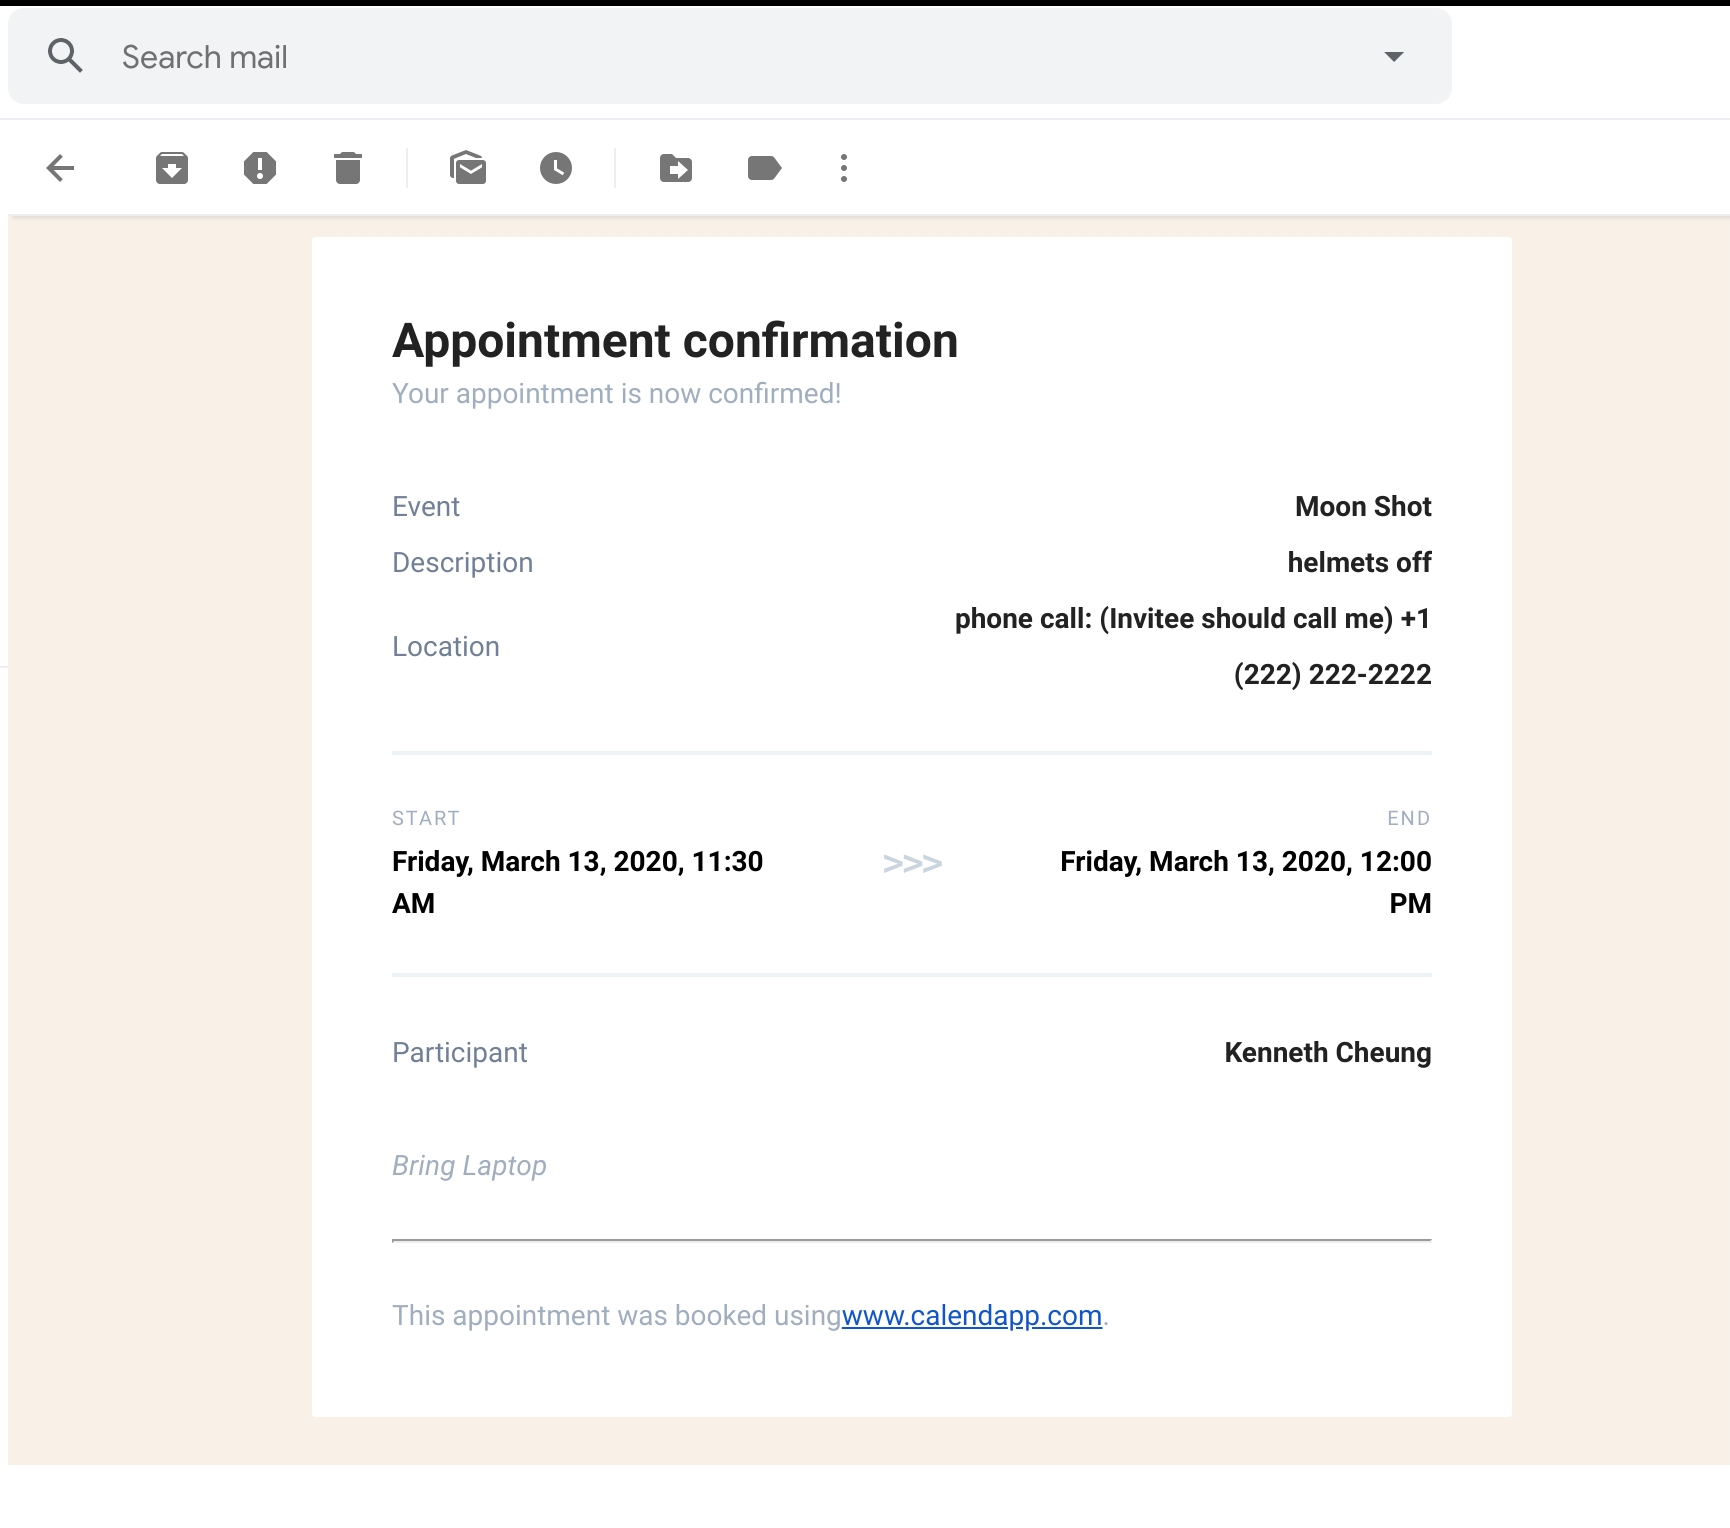 Search mail
Appointment confirmation
Your appointment is now confirmed!
Event
Moon Shot
Description
helmets off
Location
phone call: (Invitee should call me) +1
(222) 222-2222
START
END
Friday, March 13, 2020, 11:30
AM
>>>
Friday, March 13, 2020, 12:00
PM
Participant
Kenneth Cheung
Bring Laptop
This appointment was booked usingwww.calendapp.com.